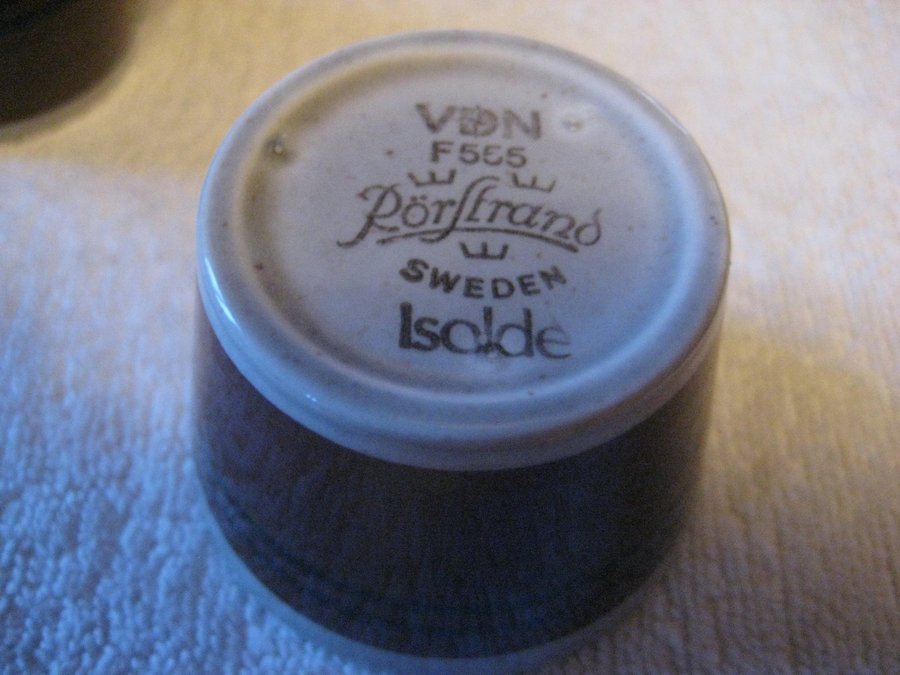 VDN
F565
Rörstrand
SWEDEN
Isolde